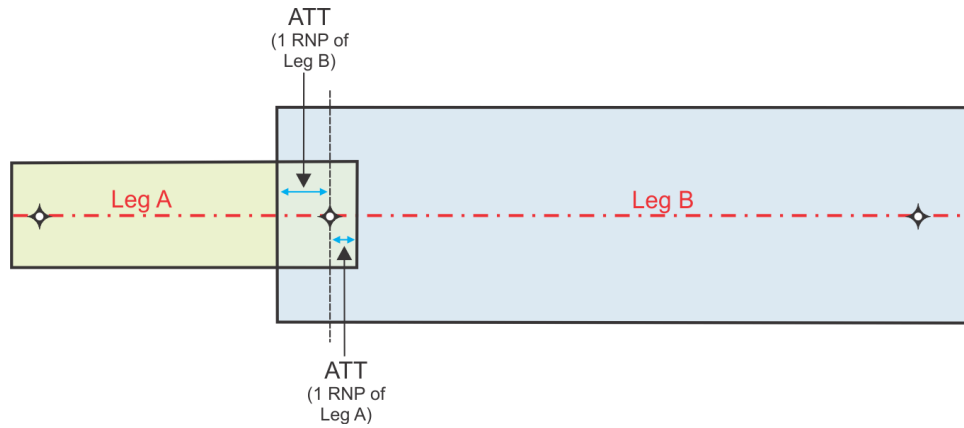 ATT
(1 RNP of
Leg B)
Leg A
Leg B
ATT
(1 RNP of
Leg A)